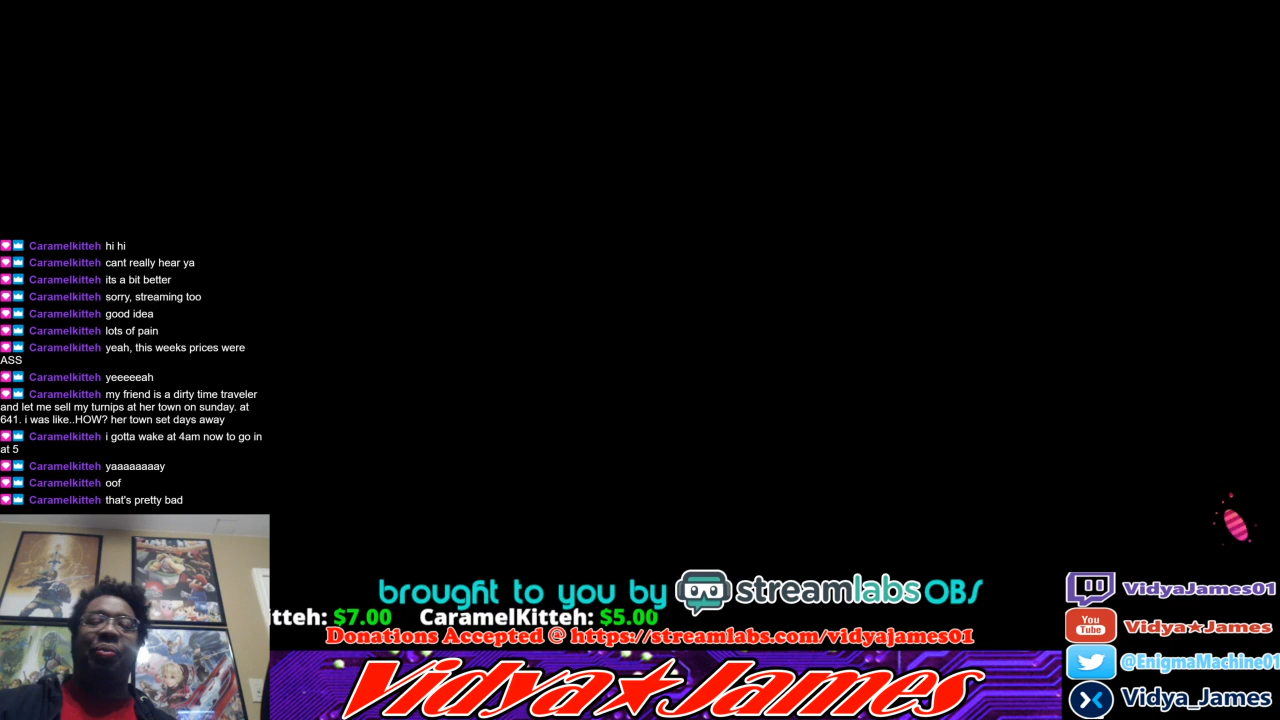 Caramelkitteh hi hi
Caramelkitteh cant really hear ya
Caramelkitteh its a bit better
Caramelkitteh sorry, streaming too
Caramelkitteh good idea
Caramelkitteh lots of pain
Caramelkitteh yeah, this weeks prices were
ASS
Caramelkitteh yeeeeeah
Caramelkitteh my friend is a dirty time traveler
and let me sell my turnips at her town on sunday. at
641. i was like..HOW? her town set days away
Caramelkitteh i gotta wake at 4am now to go in
at 5
Caramelkitteh yaaaaaaaay
Caramelkitteh oof
Caramelkitteh that's pretty bad
brought to you by streamlabs OBS
itteh: $7.00 CaramelKitteh: $5.00
Donations Accepted @ https://streamlabs.com/vidyajames01
Vidya★James
VidyaJames01
You Tube Vidya★James
@EnigmaMachine01
Vidya_James